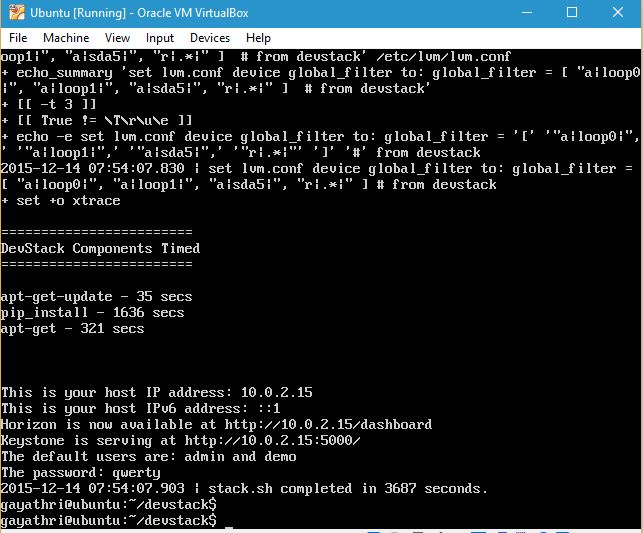 Ubuntu [Running] - Oracle VM VirtualBox
File Machine View Input Devices Help
oop1|", "a|sda5|", "r|.*|" ]  # from devstack' /etc/lvm/lvm.conf
+ echo_summary 'set lvm.conf device global_filter to: global_filter = [ "a|loop0
|", "a|loop1|", "a|sda5|", "r|.*|" ]  # from devstack'
+ [[ -t 3 ]]
+ [[ True != \T\r\u\e ]]
+ echo -e set lvm.conf device global_filter to: global_filter = '[' '"a|loop0|",
' '"a|loop1|",' '"a|sda5|",' '"r|.*|"' ']' '#' from devstack
2015-12-14 07:54:07.830 | set lvm.conf device global_filter to: global_filter =
[ "a|loop0|", "a|loop1|", "a|sda5|", "r|.*|" ] # from devstack
+ set +o xtrace
========================
DevStack Components Timed
========================
apt-get-update - 35 secs
pip_install - 1636 secs
apt-get - 321 secs
This is your host IP address: 10.0.2.15
This is your host IPv6 address: ::1
Horizon is now available at http://10.0.2.15/dashboard
Keystone is serving at http://10.0.2.15:5000/
The default users are: admin and demo
The password: qwerty
2015-12-14 07:54:07.903 | stack.sh completed in 3687 seconds.
gayathri@ubuntu:~/devstack$
gayathri@ubuntu:~/devstack$ _